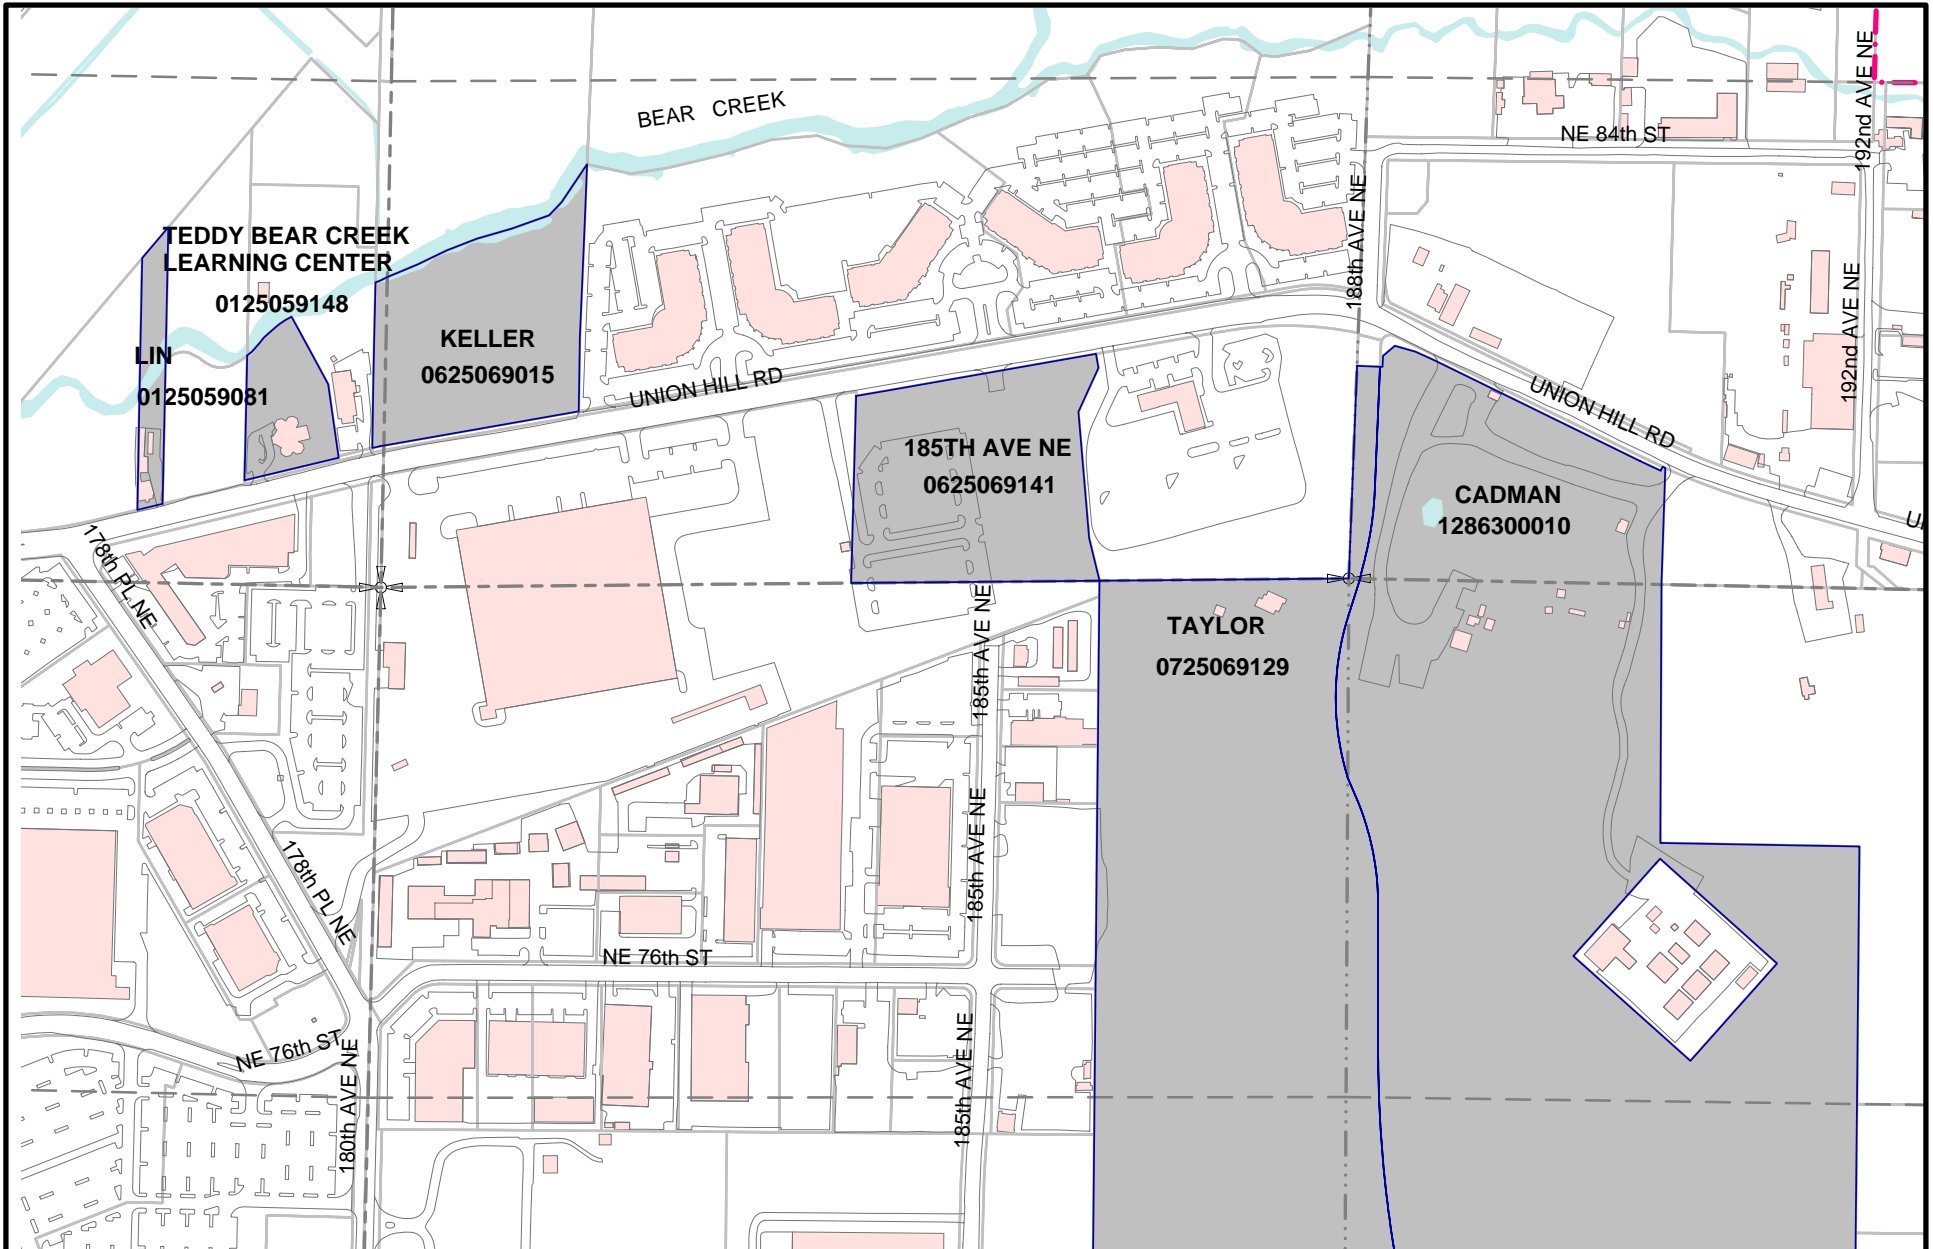 BEAR CREEK
NE 84th ST
192nd AVE NE
188th AVE NE
TEDDY BEAR CREEK
LEARNING CENTER
0125059148
LIN
0125059081
KELLER
0625069015
UNION HILL RD
192nd AVE NE
UNION HILL RD
185TH AVE NE
0625069141
CADMAN
1286300010
178th PL NE
185th AVE NE
TAYLOR
0725069129
178th PL NE
185th AVE NE
NE 76th ST
NE 76th ST
180th AVE NE
185th AVE NE